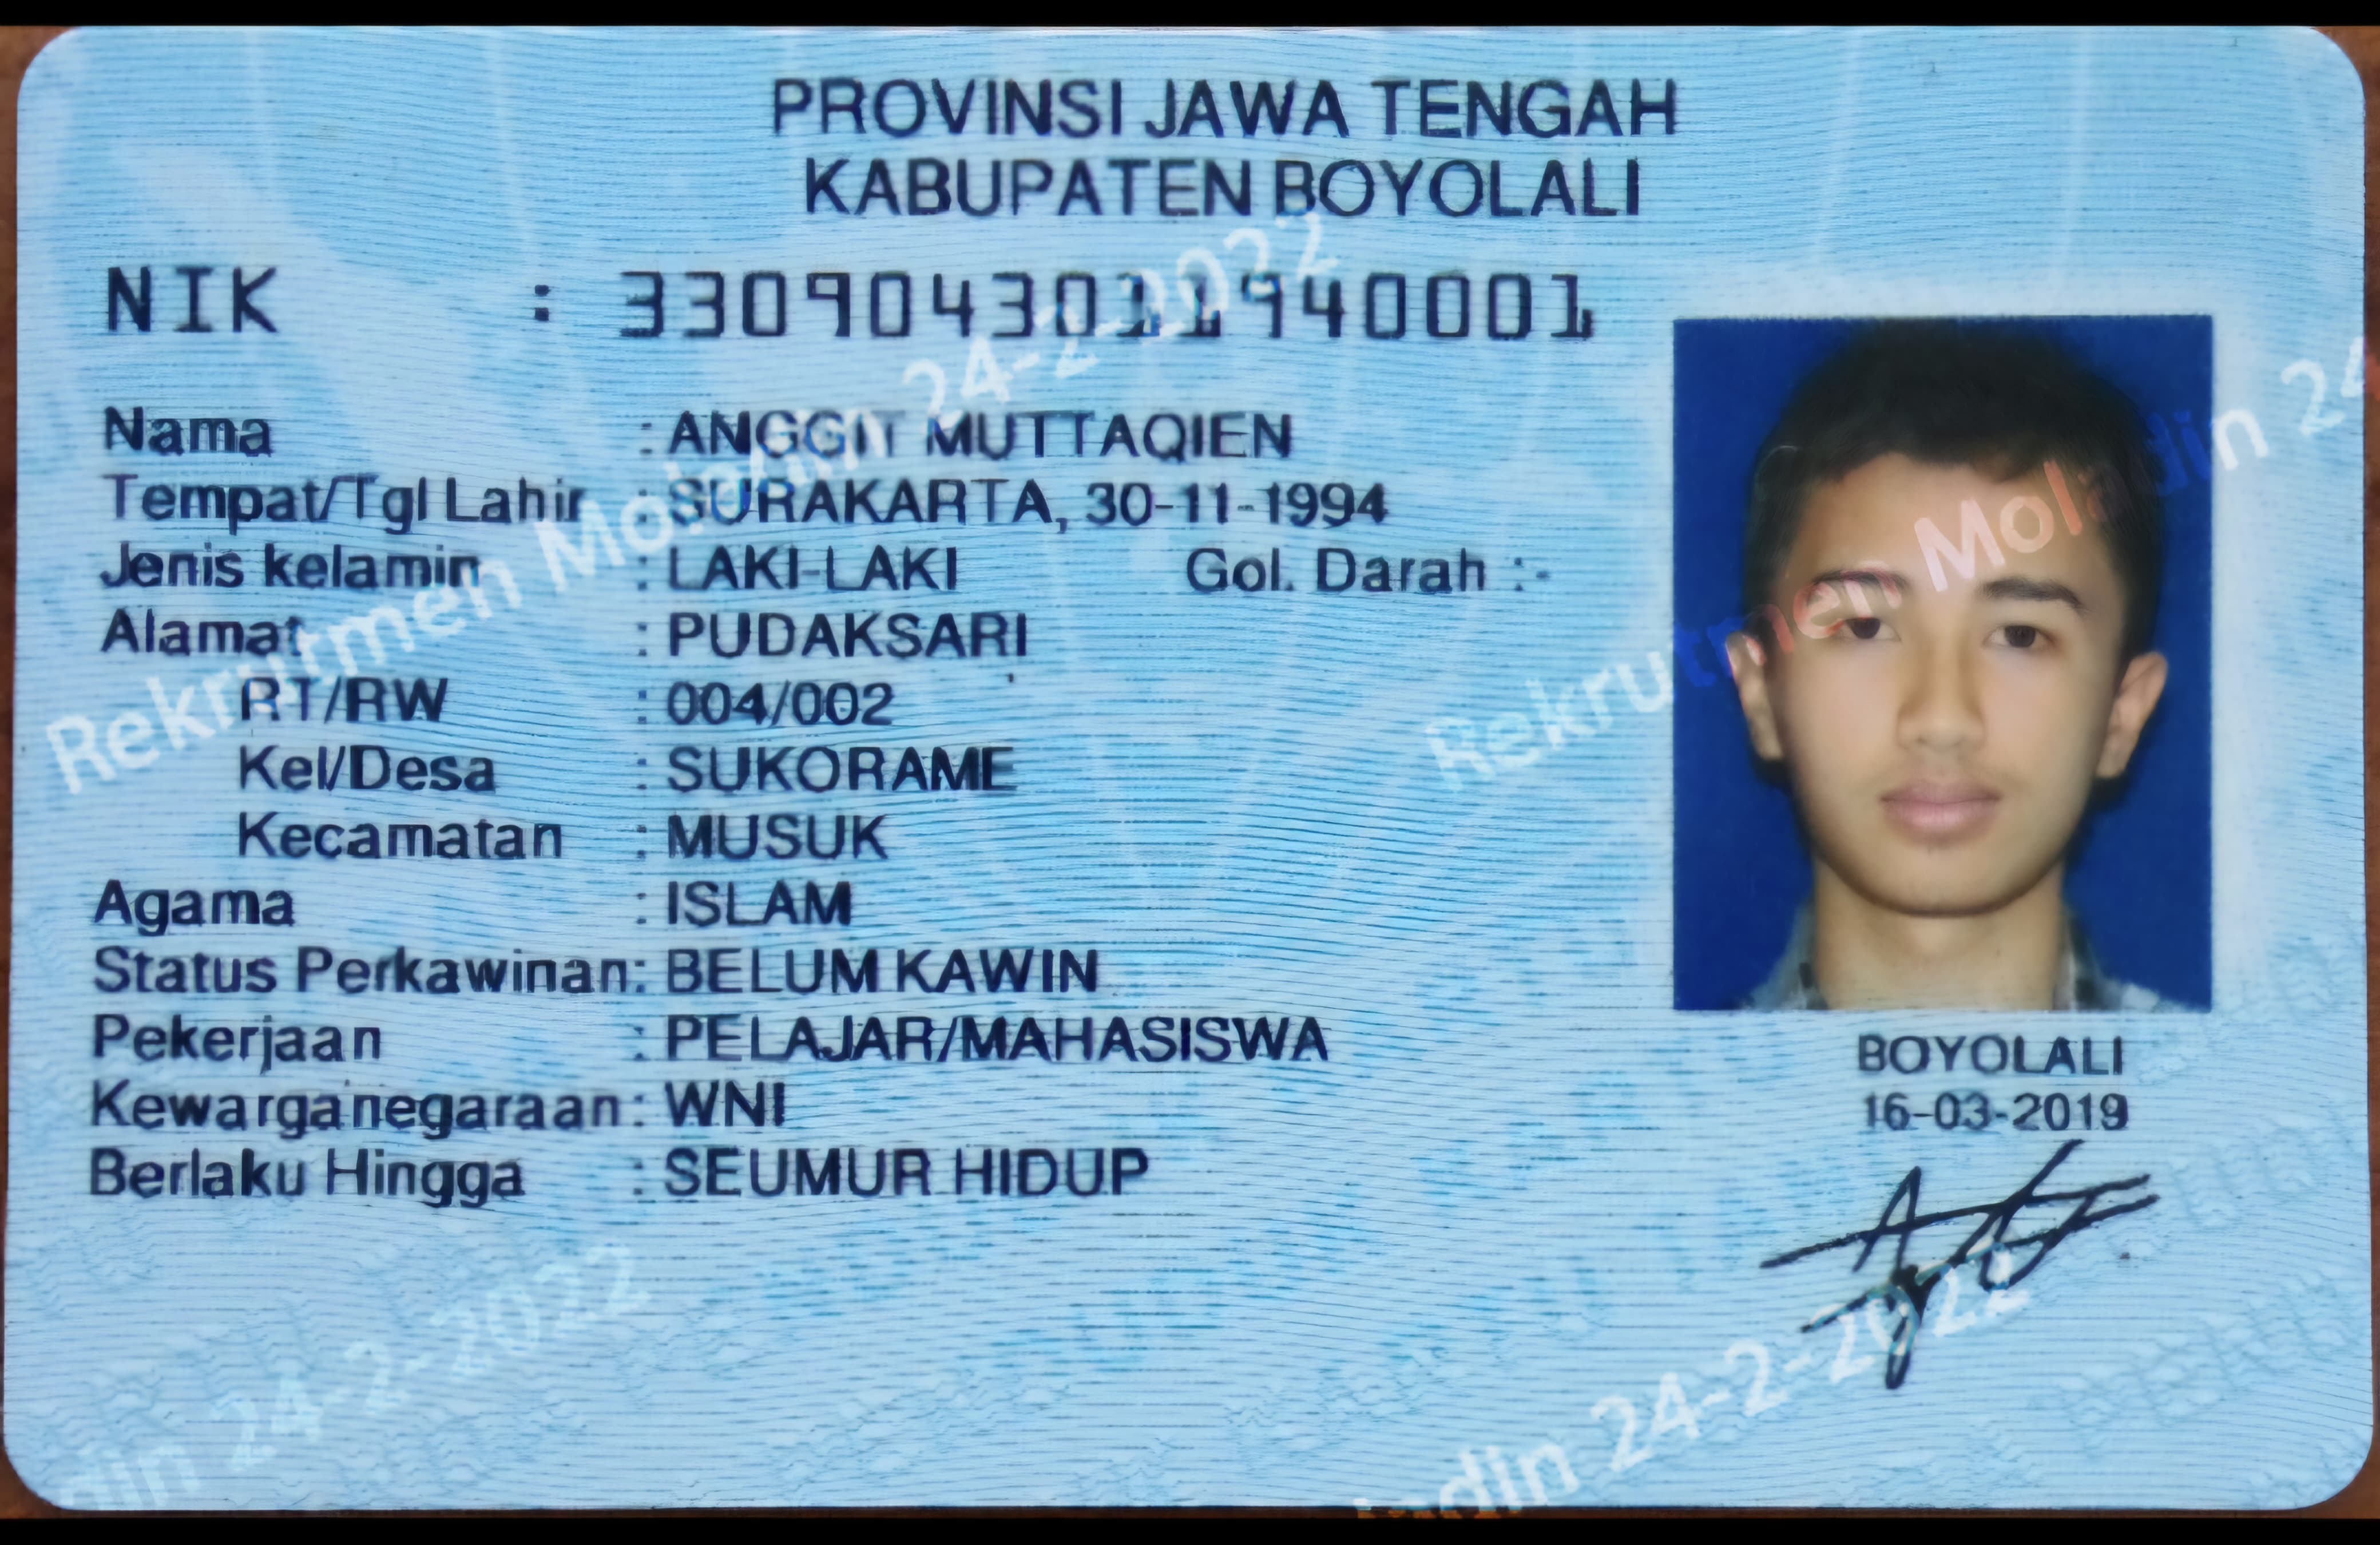 PROVINSI JAWA TENGAH
KABUPATEN BOYOLALI
NIK : 3309043011940001
Nama : ANGGIT MUTTAQIEN
Tempat/Tgl Lahir : SURAKARTA, 30-11-1994
Jenis kelamin : LAKI-LAKI Gol. Darah :-
Alamat : PUDAKSARI
RT/RW : 004/002
Kel/Desa : SUKORAME
Kecamatan : MUSUK
Agama : ISLAM
Status Perkawinan: BELUM KAWIN
Pekerjaan : PELAJAR/MAHASISWA
Kewarganegaraan: WNI
Berlaku Hingga : SEUMUR HIDUP
BOYOLALI
16-03-2019
Rekrutmen Moladin 24-2-2022
Rekrutmen Moladin 24
24-2-2022
24-2-2022